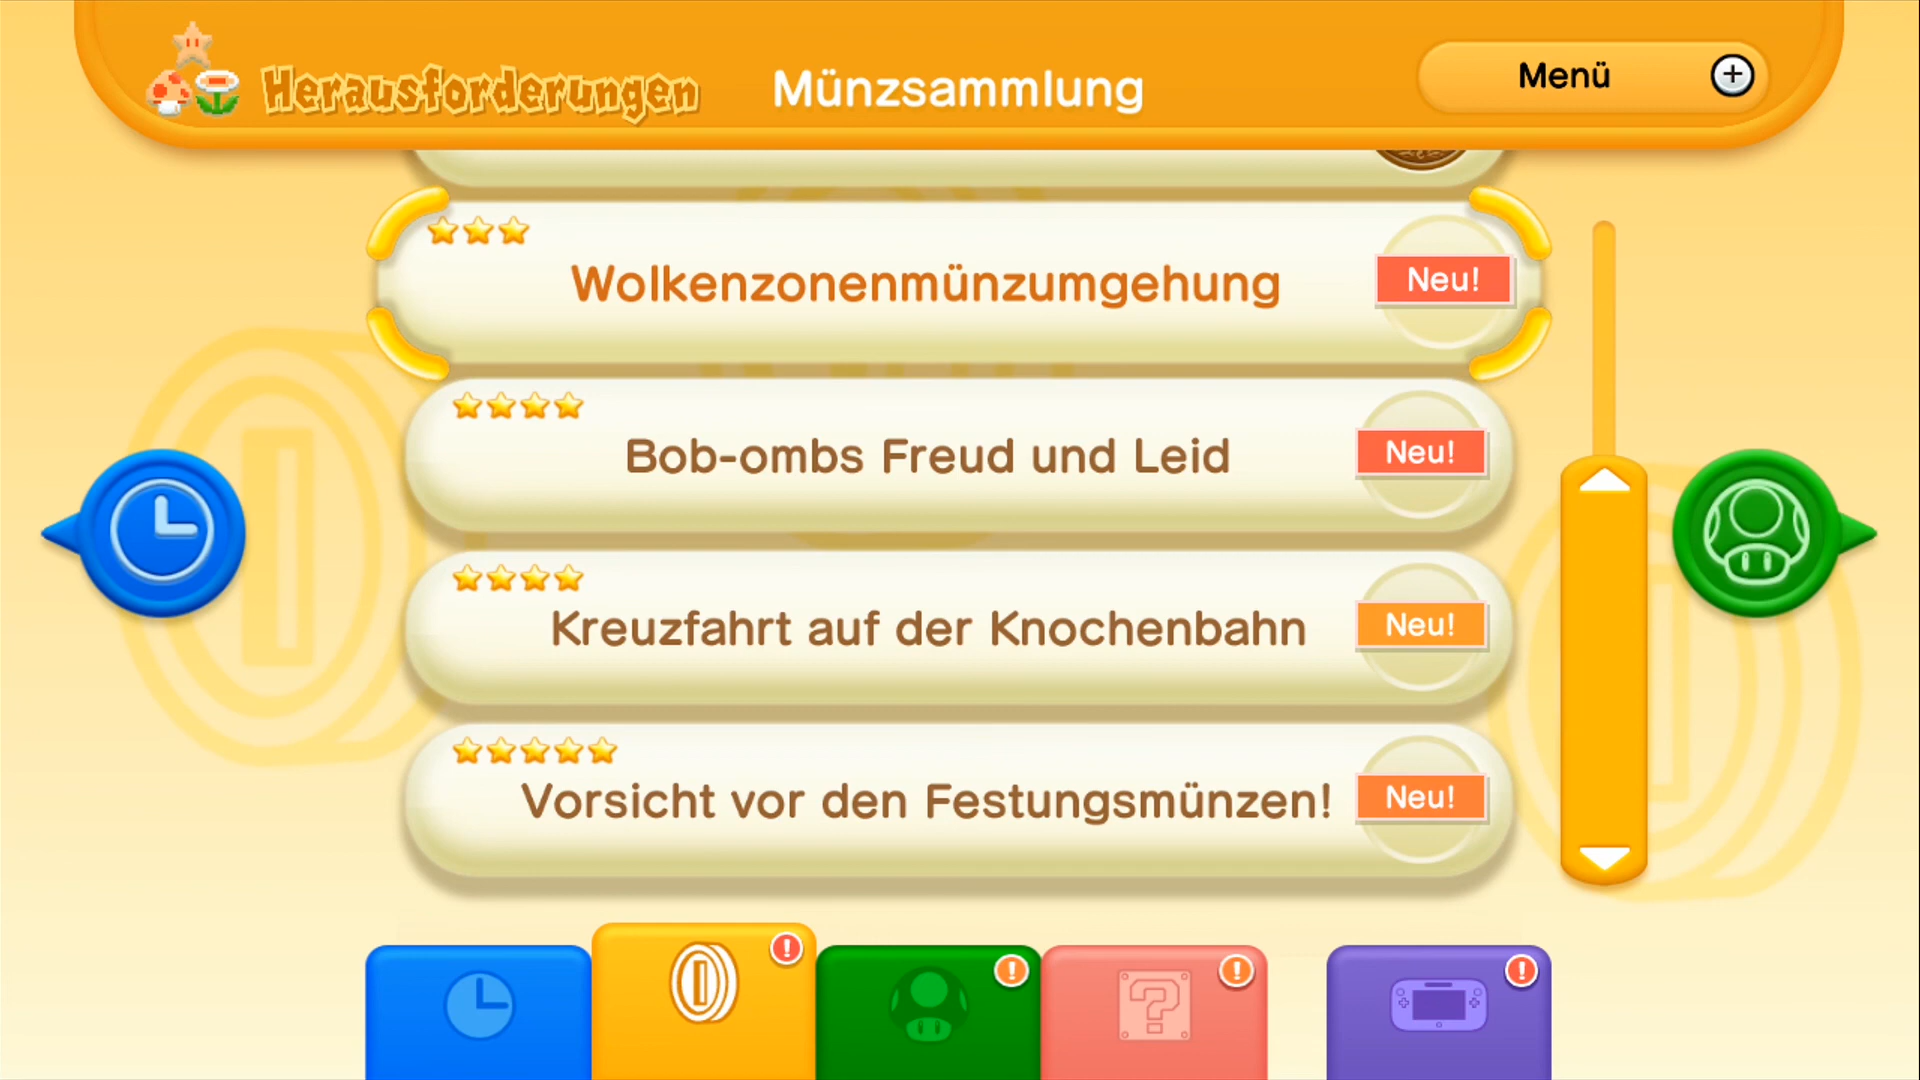 Herausforderungen
Münzsammlung
Menü
Wolkenzonenmünzumgehung
Neu!
Bob-ombs Freud und Leid
Neu!
Kreuzfahrt auf der Knochenbahn
Neu!
Vorsicht vor den Festungsmünzen!
Neu!